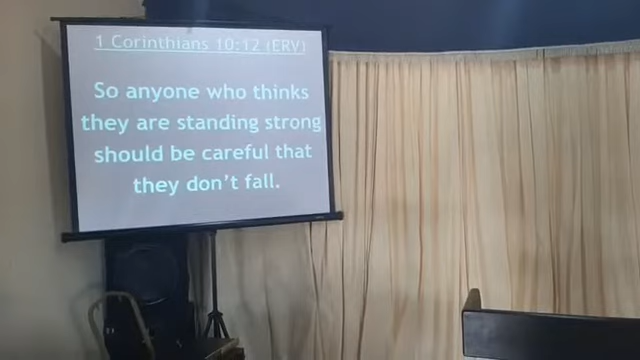 1 Corinthians 10:12 (ERV)
So anyone who thinks
they are standing strong
should be careful that
they don't fall.